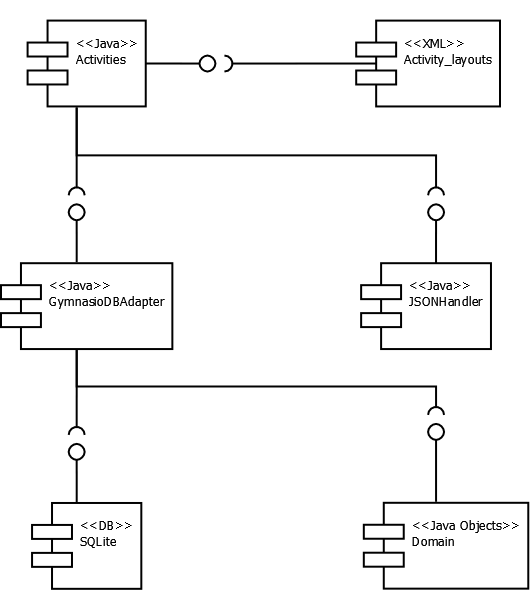 <<Java>>
Activities
<<XML>>
Activity_layouts
<<Java>>
GymnasioDBAdapter
<<Java>>
JSONHandler
<<DB>>
SQLite
<<Java Objects>>
Domain